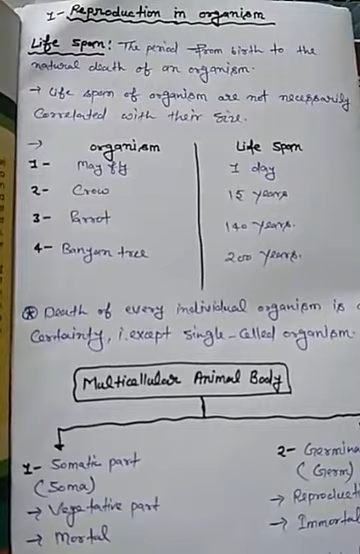 1- Reproduction in organism
Life Span: The period from birth to the
natural death of an organism.
→ Life span of organism are not necessarily
Correlated with their size.
→ organism Life Span
1- May fly 1 day
2- Crow 15 years
3- Parrot 140 years.
4- Banyan tree 200 years.
Death of every individual organism is
Certainty, i.except single-celled organism.
Multicellular Animal Body
1- Somatic part
(Soma)
→ Vegetative part
→ Mortal
2- Germina
(Germ)
→ Reproducti
→ Immortal